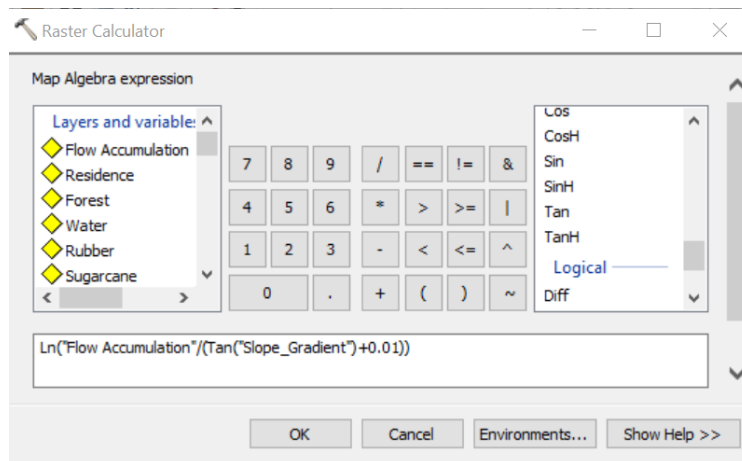 Raster Calculator
Map Algebra expression
Layers and variable
Flow Accumulation
Residence
Forest
Water
Rubber
Sugarcane
7 8 9 / == != &
4 5 6 * > >= |
1 2 3 - < <= ^
0 . + ( ) ~
Cos
CosH
Sin
SinH
Tan
TanH
Logical
Diff
Ln("Flow Accumulation"/(Tan("Slope_Gradient")+0.01))
OK Cancel Environments... Show Help >>